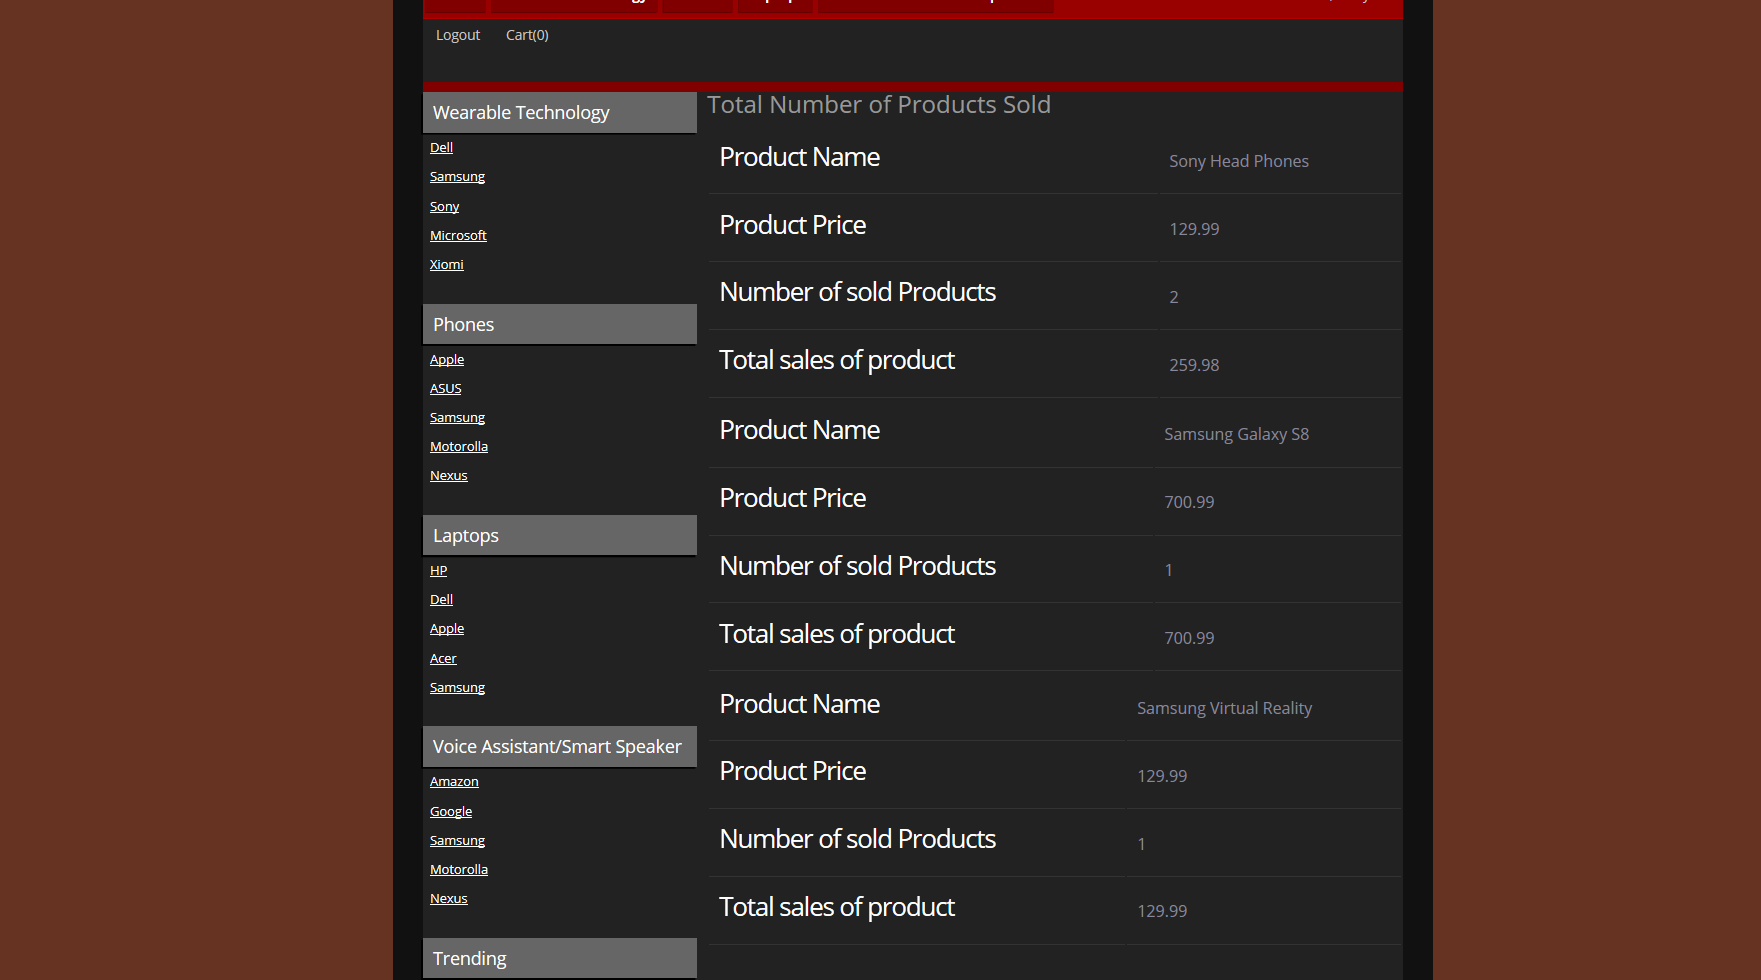 Logout Cart(0)
Wearable Technology
Dell
Samsung
Sony
Microsoft
Xiomi
Phones
Apple
ASUS
Samsung
Motorolla
Nexus
Laptops
HP
Dell
Apple
Acer
Samsung
Voice Assistant/Smart Speaker
Amazon
Google
Samsung
Motorolla
Nexus
Trending
Total Number of Products Sold
Product Name Sony Head Phones
Product Price 129.99
Number of sold Products 2
Total sales of product 259.98
Product Name Samsung Galaxy S8
Product Price 700.99
Number of sold Products 1
Total sales of product 700.99
Product Name Samsung Virtual Reality
Product Price 129.99
Number of sold Products 1
Total sales of product 129.99